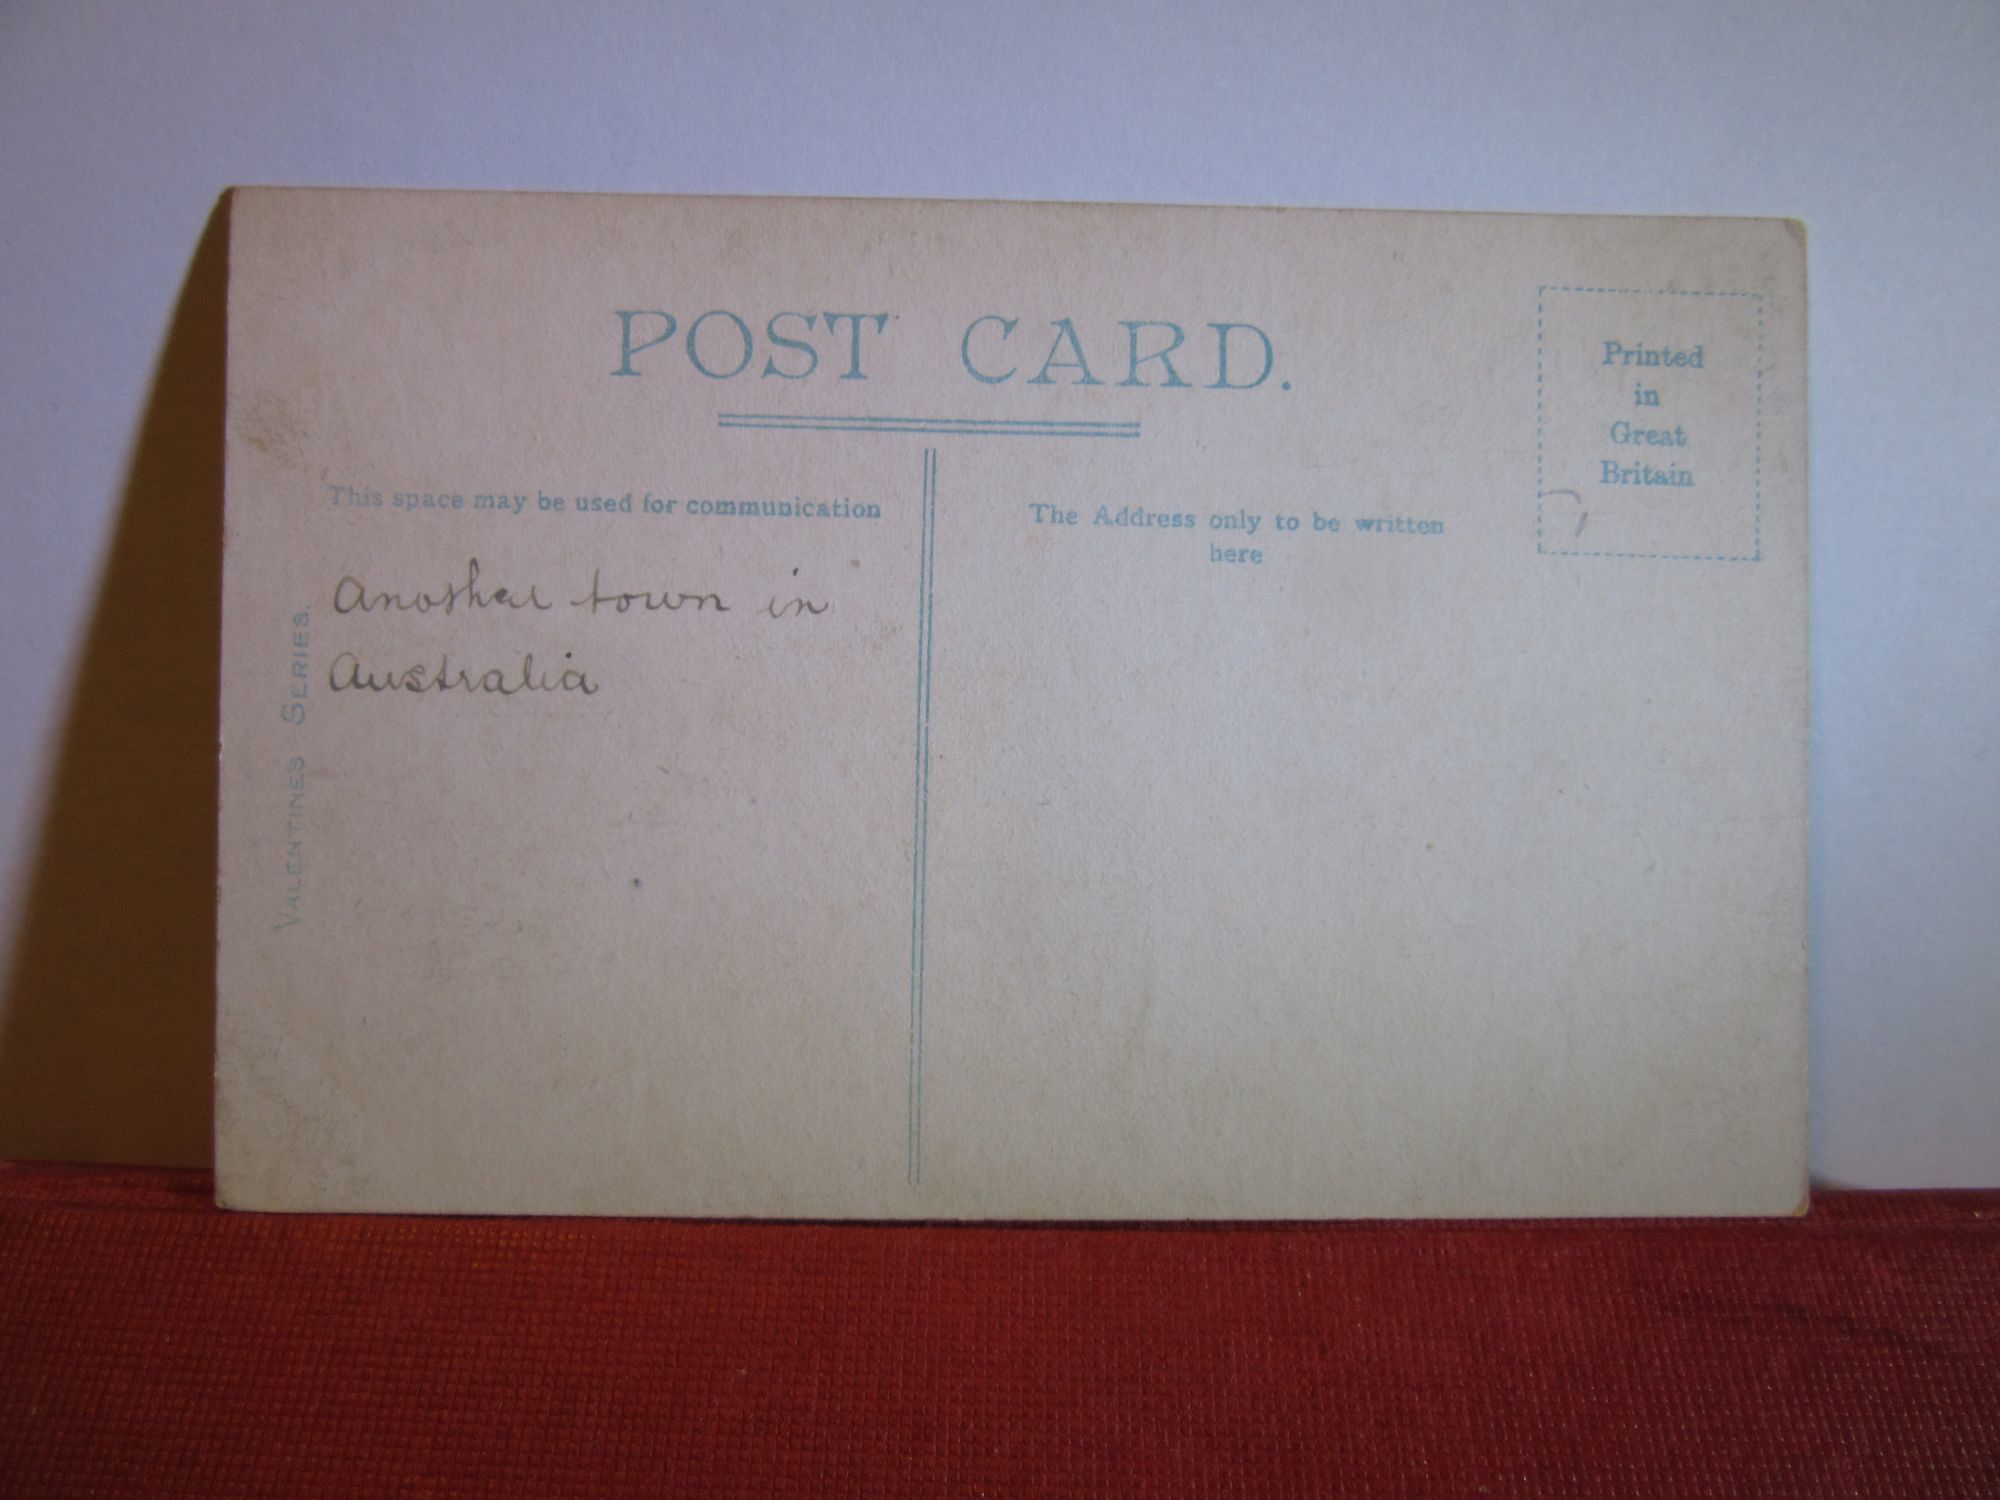 POST CARD.
Printed
in
Great
Britain
This space may be used for communication
The Address only to be written
here
Another town in
Australia
VALENTINES SERIES.